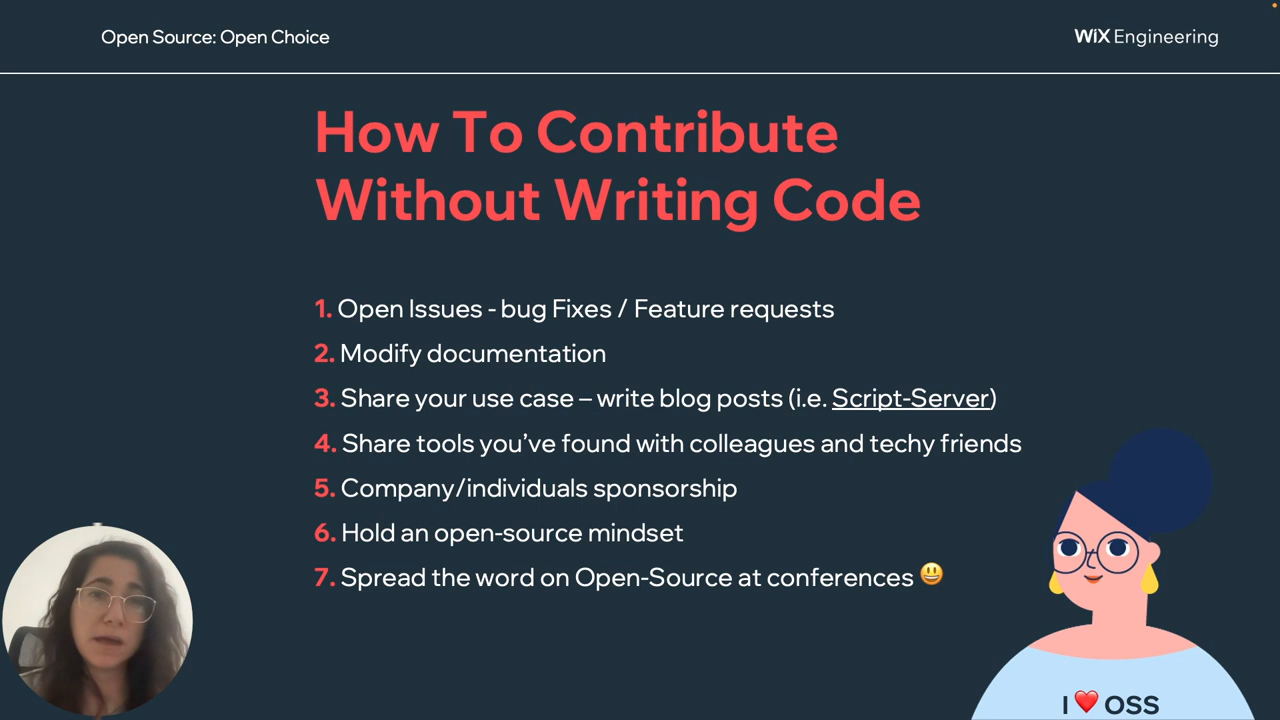 Open Source: Open Choice
WiX Engineering
How To Contribute
Without Writing Code
1. Open Issues - bug Fixes / Feature requests
2. Modify documentation
3. Share your use case – write blog posts (i.e. Script-Server)
4. Share tools you’ve found with colleagues and techy friends
5. Company/individuals sponsorship
6. Hold an open-source mindset
7. Spread the word on Open-Source at conferences 😃
I ❤️ OSS